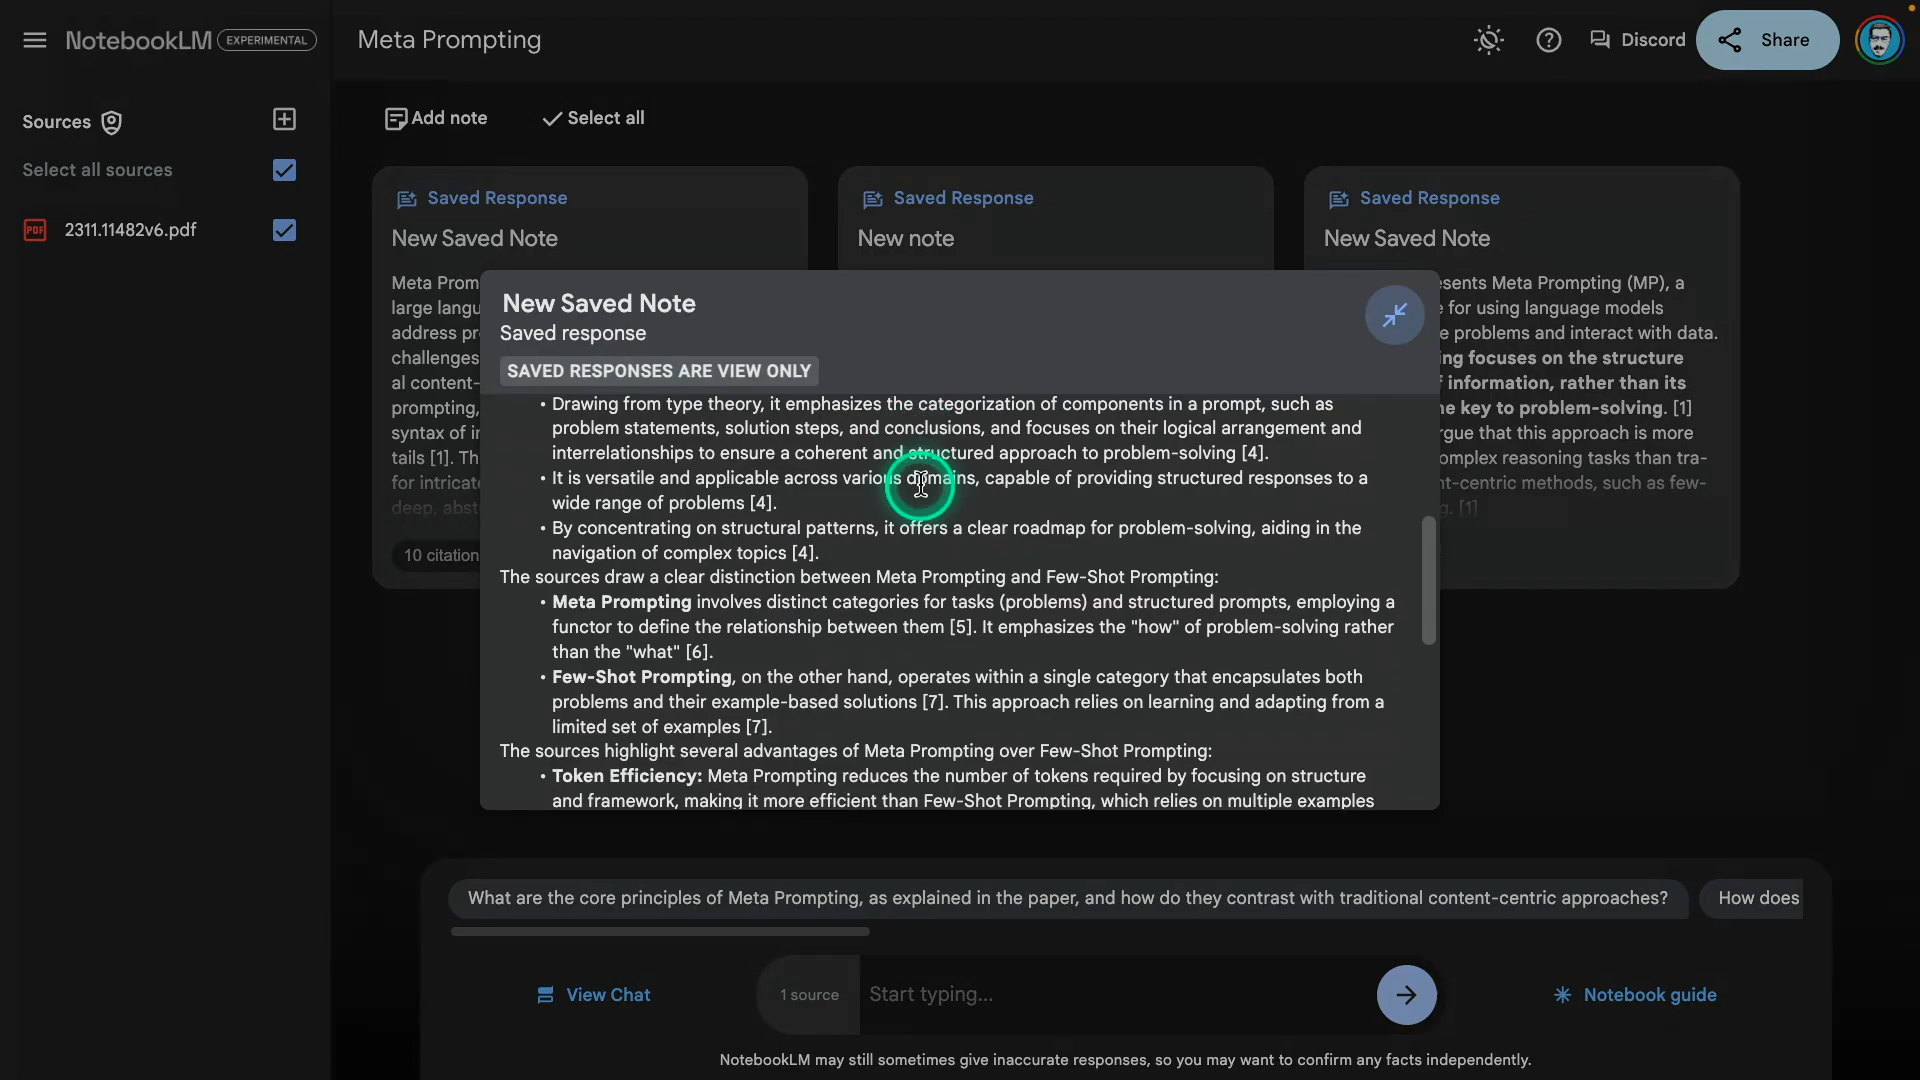 NotebookLM EXPERIMENTAL
Meta Prompting
Discord
Share
Sources
Select all sources
PDF 2311.11482v6.pdf
Add note
Select all
Saved Response
New Saved Note
Meta Prom
large langu
address pr
challenges
al content-
prompting,
syntax of i
tails [1]. Th
for intricat
deep, abst
10 citation
Saved Response
New note
Saved Response
New Saved Note
esents Meta Prompting (MP), a
for using language models
e problems and interact with data.
ing focuses on the structure
f information, rather than its
he key to problem-solving. [1]
rgue that this approach is more
omplex reasoning tasks than tra-
nt-centric methods, such as few-
g. [1]
New Saved Note
Saved response
SAVED RESPONSES ARE VIEW ONLY
• Drawing from type theory, it emphasizes the categorization of components in a prompt, such as
problem statements, solution steps, and conclusions, and focuses on their logical arrangement and
interrelationships to ensure a coherent and structured approach to problem-solving [4].
• It is versatile and applicable across various domains, capable of providing structured responses to a
wide range of problems [4].
• By concentrating on structural patterns, it offers a clear roadmap for problem-solving, aiding in the
navigation of complex topics [4].
The sources draw a clear distinction between Meta Prompting and Few-Shot Prompting:
• Meta Prompting involves distinct categories for tasks (problems) and structured prompts, employing a
functor to define the relationship between them [5]. It emphasizes the "how" of problem-solving rather
than the "what" [6].
• Few-Shot Prompting, on the other hand, operates within a single category that encapsulates both
problems and their example-based solutions [7]. This approach relies on learning and adapting from a
limited set of examples [7].
The sources highlight several advantages of Meta Prompting over Few-Shot Prompting:
• Token Efficiency: Meta Prompting reduces the number of tokens required by focusing on structure
and framework, making it more efficient than Few-Shot Prompting, which relies on multiple examples
What are the core principles of Meta Prompting, as explained in the paper, and how do they contrast with traditional content-centric approaches?
How does
View Chat
1 source
Start typing...
Notebook guide
NotebookLM may still sometimes give inaccurate responses, so you may want to confirm any facts independently.